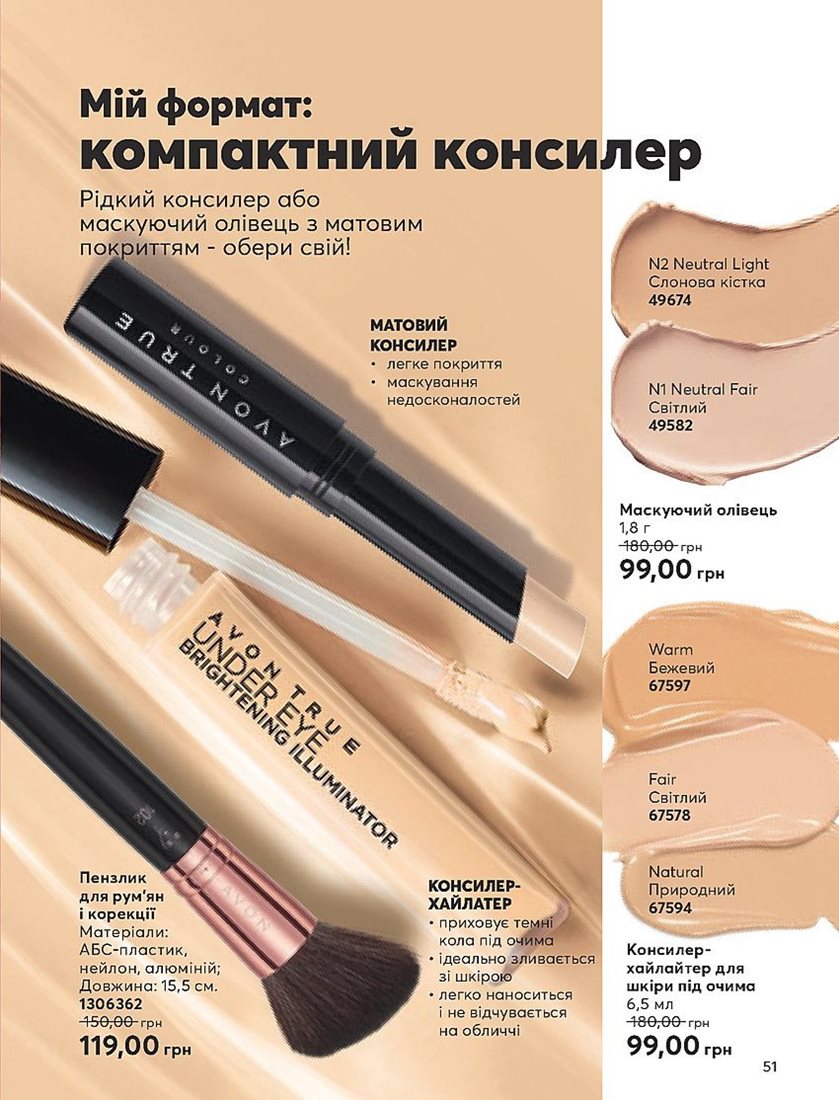 Мій формат:
компактний консилер
Рідкий консилер або
маскуючий олівець з матовим
покриттям - обери свій!
AVON TRUE
COLOUR
МАТОВИЙ
КОНСИЛЕР
• легке покриття
• маскування
недосконалостей
N2 Neutral Light
Слонова кістка
49674
N1 Neutral Fair
Світлий
49582
Маскуючий олівець
1,8 г
180,00 грн
99,00 грн
AVON TRUE
UNDER EYE
BRIGHTENING ILLUMINATOR
Warm
Бежевий
67597
Fair
Світлий
67578
Natural
Природний
67594
Консилер-
хайлайтер для
шкіри під очима
6,5 мл
180,00 грн
99,00 грн
AVON
Пензлик
для рум'ян
і корекції
Матеріали:
АБС-пластик,
нейлон, алюміній;
Довжина: 15,5 см.
1306362
150,00 грн
119,00 грн
КОНСИЛЕР-
ХАЙЛАТЕР
• приховує темні
кола під очима
• ідеально зливається
зі шкірою
• легко наноситься
і не відчувається
на обличчі
51